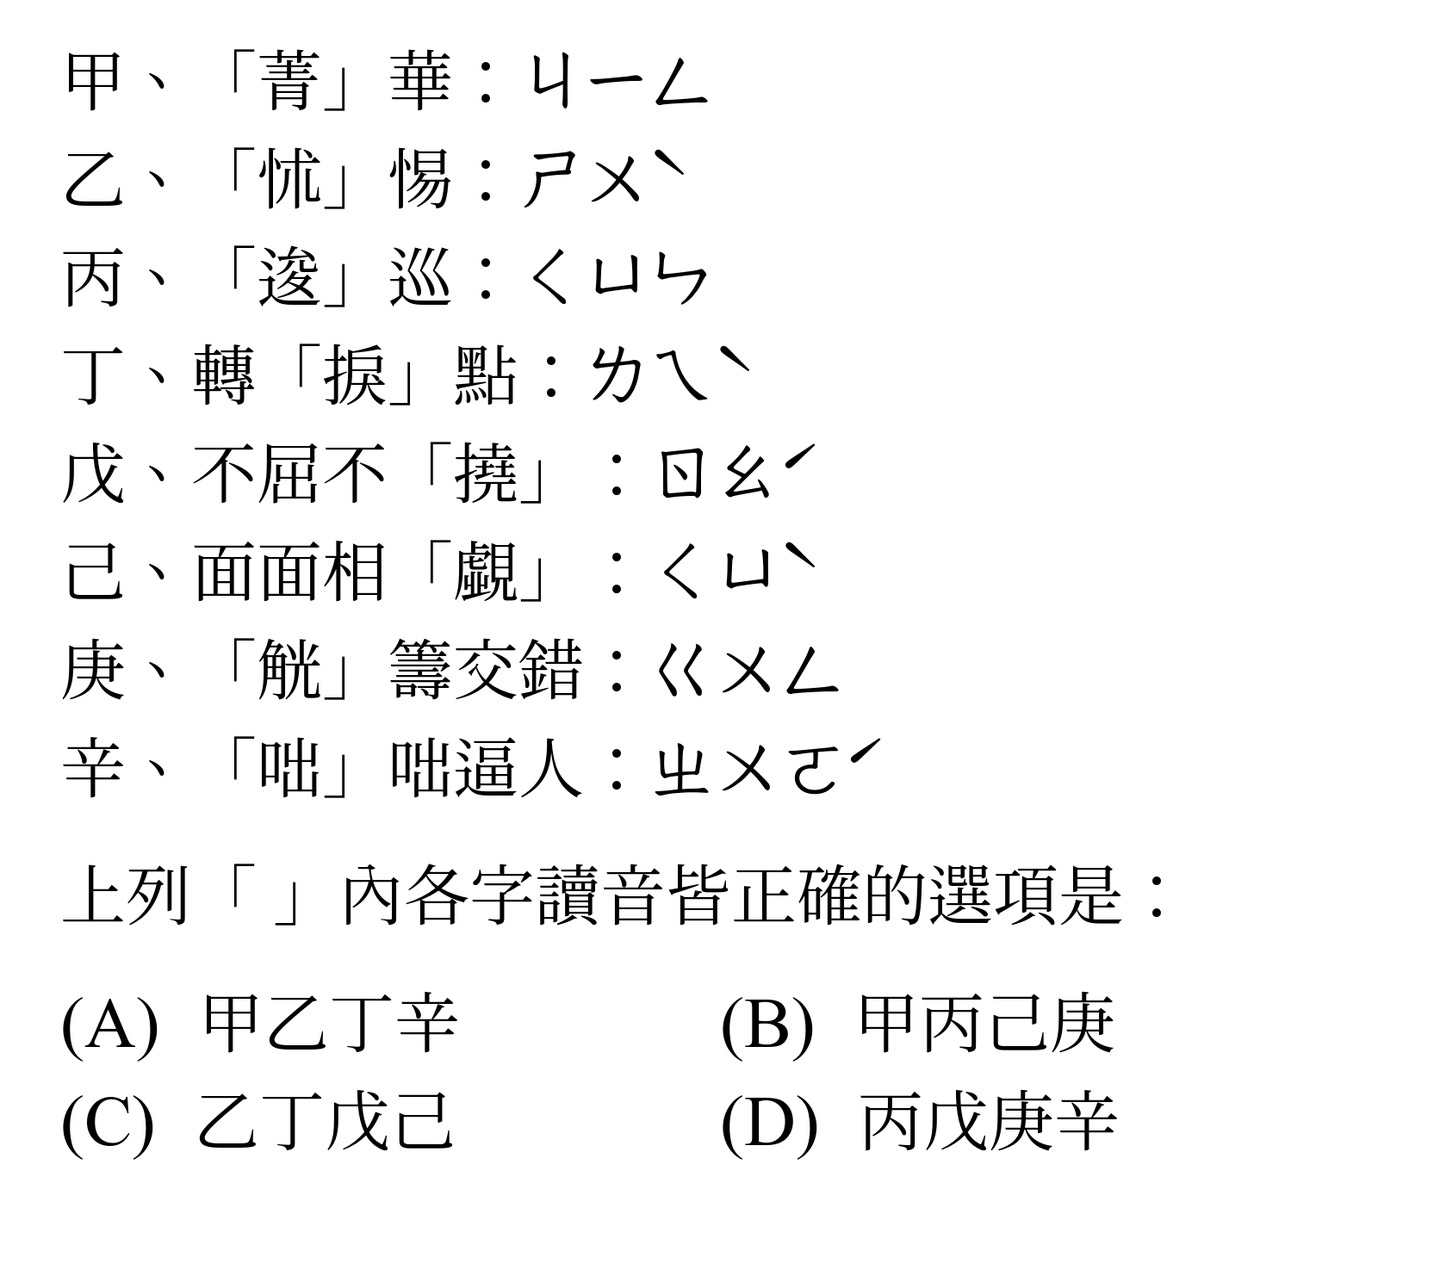 甲、「菁」華：ㄐㄧㄥ
乙、「怵」惕：ㄕㄨˋ
丙、「逡」巡：ㄑㄩㄣ
丁、轉「捩」點：ㄌㄟˋ
戊、不屈不「撓」：ㄖㄠˊ
己、面面相「覷」：ㄑㄩˋ
庚、「觥」籌交錯：ㄍㄨㄥ
辛、「咄」咄逼人：ㄓㄨㄛˊ
上列「 」內各字讀音皆正確的選項是：
(A) 甲乙丁辛 (B) 甲丙己庚
(C) 乙丁戊己 (D) 丙戊庚辛